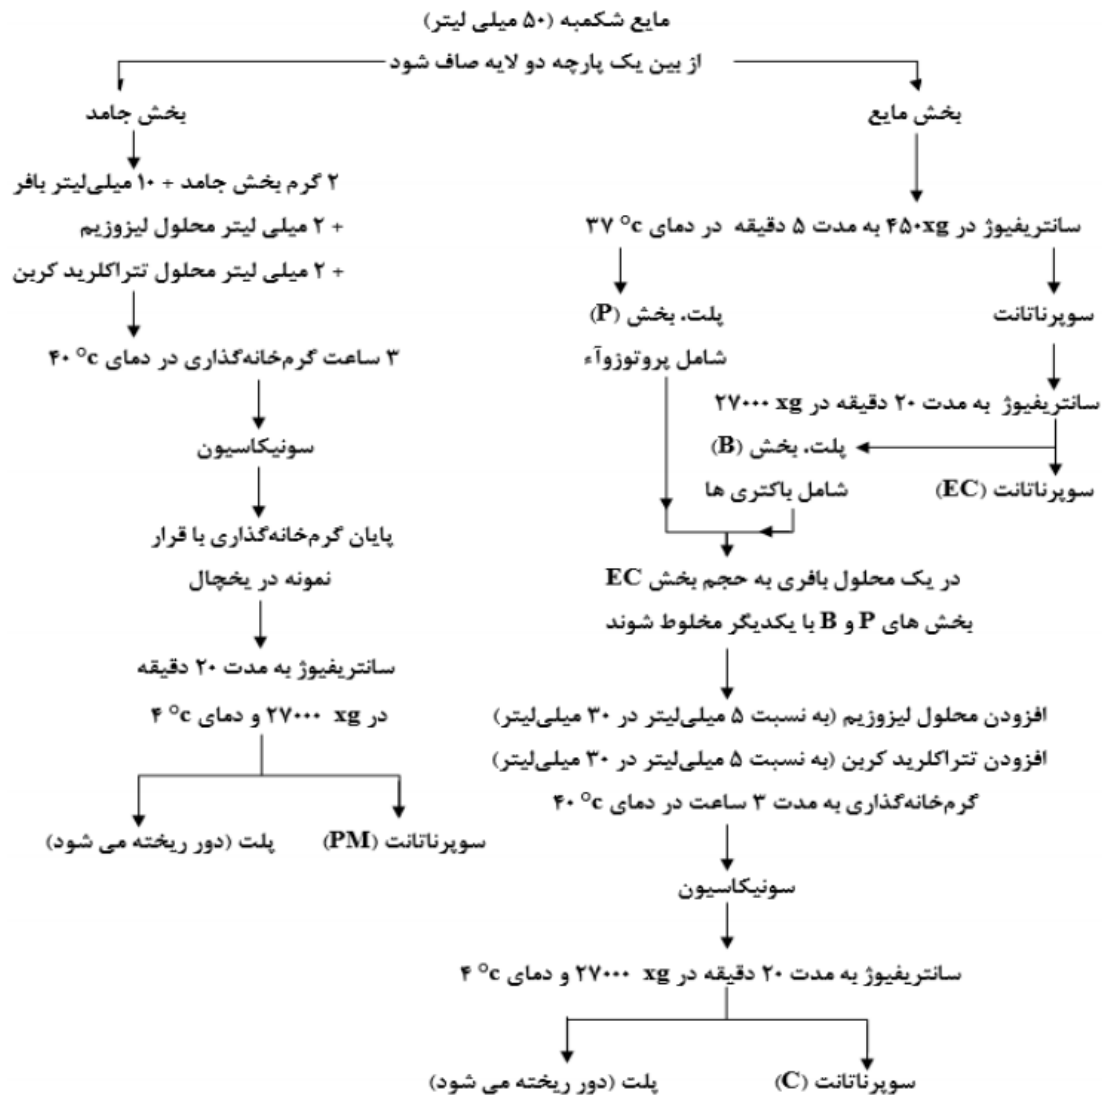 مایع شکمبه (۵۰ میلی لیتر)
از بین یک پارچه دو لایه صاف شود
بخش مایع
سانتریفیوژ در ۴۵۰xg به مدت ۵ دقیقه در دمای ۳۷ °c
سوپرناتانت
پلت. بخش (P)
شامل پروتوزوآء
سانتریفیوژ به مدت ۲۰ دقیقه در ۲۷۰۰۰ xg
پلت. بخش (B)
شامل باکتری ها
سوپرناتانت (EC)
در یک محلول بافری به حجم بخش EC
بخش های P و B با یکدیگر مخلوط شوند
افزودن محلول لیزوزیم (به نسبت ۵ میلی‌لیتر در ۳۰ میلی‌لیتر)
افزودن تتراکلرید کربن (به نسبت ۵ میلی‌لیتر در ۳۰ میلی‌لیتر)
گرم‌خانه‌گذاری به مدت ۳ ساعت در دمای ۴۰ °c
سونیکاسیون
سانتریفیوژ به مدت ۲۰ دقیقه در ۲۷۰۰۰ xg و دمای ۴ °c
سوپرناتانت (C)
پلت (دور ریخته می شود)
بخش جامد
۲ گرم بخش جامد + ۱۰ میلی‌لیتر بافر
+ ۲ میلی لیتر محلول لیزوزیم
+ ۲ میلی لیتر محلول تتراکلرید کربن
۳ ساعت گرم‌خانه‌گذاری در دمای ۴۰ °c
سونیکاسیون
پایان گرم‌خانه‌گذاری با قرار
نمونه در یخچال
سانتریفیوژ به مدت ۲۰ دقیقه
در ۲۷۰۰۰ xg و دمای ۴ °c
سوپرناتانت (PM)
پلت (دور ریخته می شود)